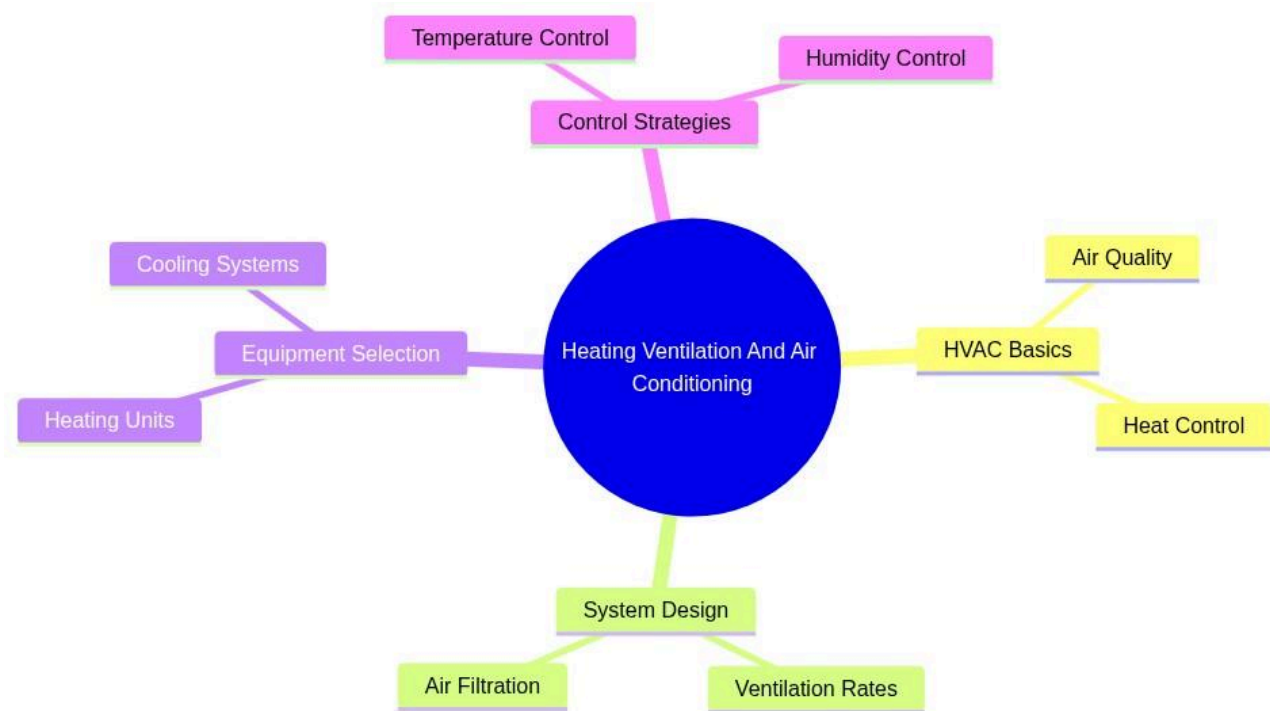 Temperature Control
Humidity Control
Control Strategies
Cooling Systems
Equipment Selection
Heating Units
Heating Ventilation And Air
Conditioning
Air Quality
HVAC Basics
Heat Control
System Design
Air Filtration
Ventilation Rates